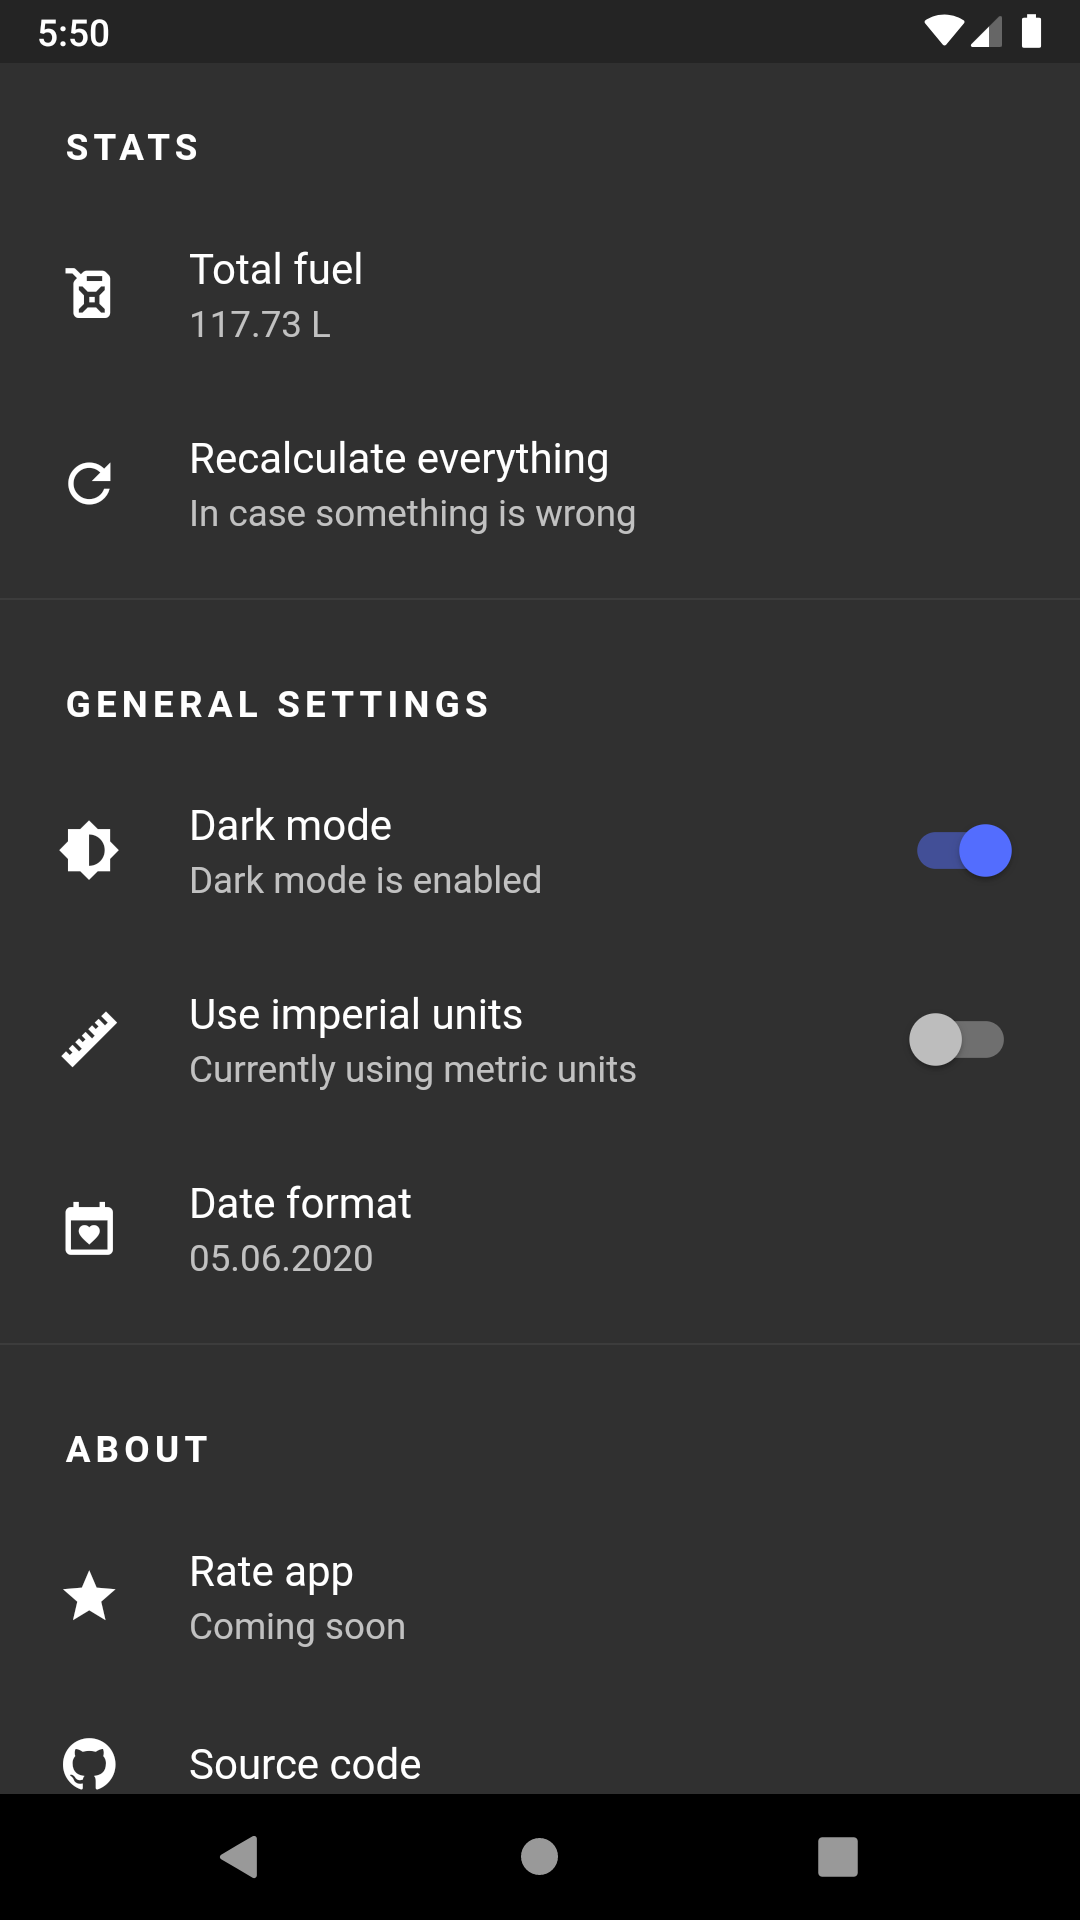 5:50
STATS
Total fuel
117.73 L
Recalculate everything
In case something is wrong
GENERAL SETTINGS
Dark mode
Dark mode is enabled
Use imperial units
Currently using metric units
Date format
05.06.2020
ABOUT
Rate app
Coming soon
Source code